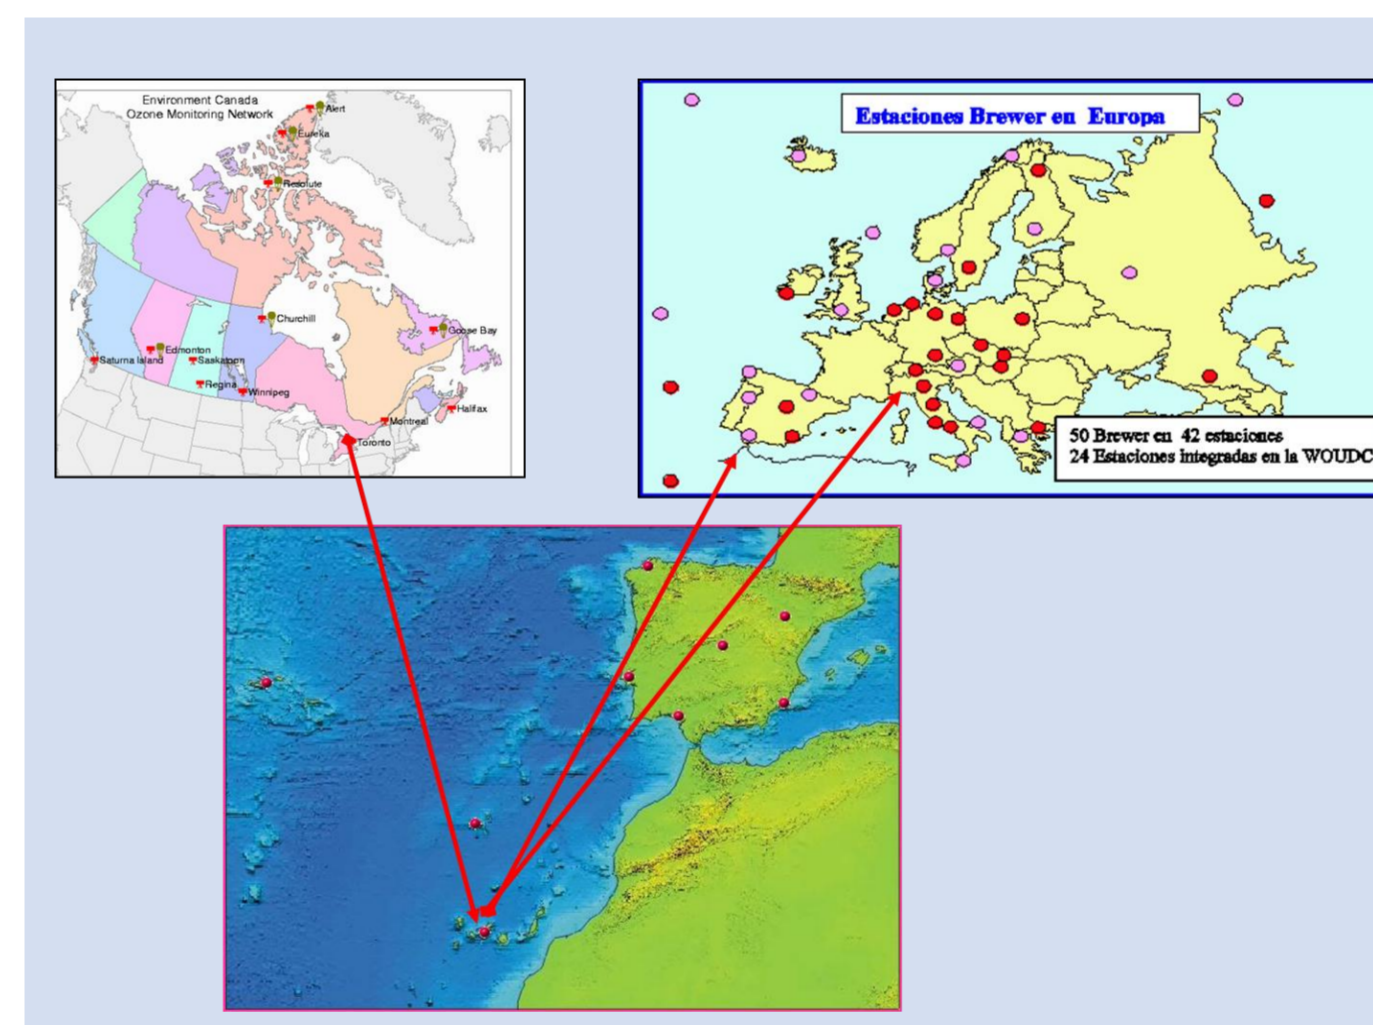 Environment Canada
Ozone Monitoring Network
Alert
Eureka
Resolute
Churchill
Goose Bay
Edmonton
Saturna Island
Saskatoon
Regina
Winnipeg
Halifax
Montreal
Toronto
Estaciones Brewer en Europa
50 Brewer en 42 estaciones
24 Estaciones integradas en la WOUDC